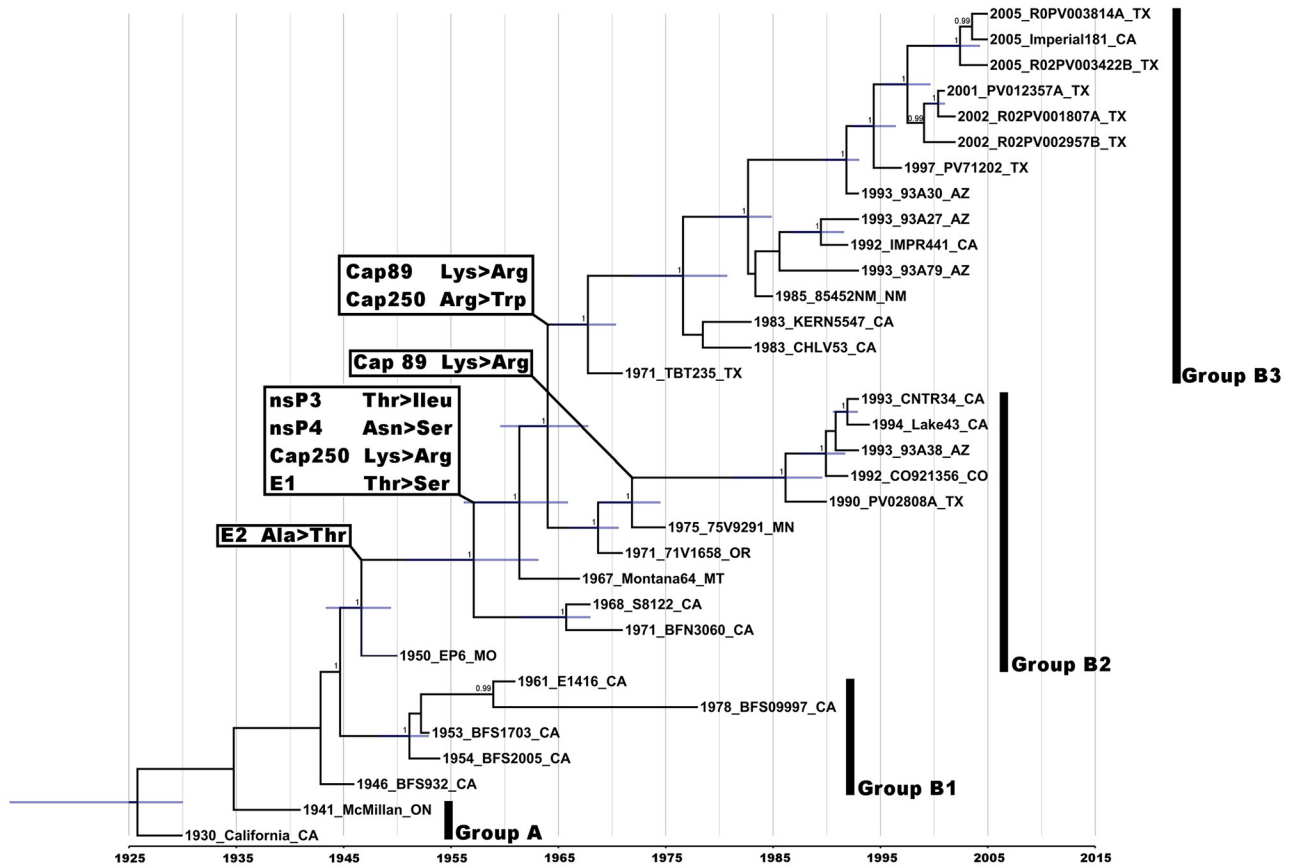 2005_R0PV003814A_TX
0.99
2005_Imperial181_CA
1
2005_R02PV003422B_TX
1
2001_PV012357A_TX
1
2002_R02PV001807A_TX
0.99
1
2002_R02PV002957B_TX
1997_PV71202_TX
1
1993_93A30_AZ
1993_93A27_AZ
1
1
1992_IMPR441_CA
Cap89 Lys>Arg
1993_93A79_AZ
1
Cap250 Arg>Trp
1985_85452NM_NM
1
1983_KERN5547_CA
1983_CHLV53_CA
Cap 89 Lys>Arg
1971_TBT235_TX
Group B3
nsP3 Thr>Ileu
1993_CNTR34_CA
1
nsP4 Asn>Ser
1
1994_Lake43_CA
Cap250 Lys>Arg
1993_93A38_AZ
1
E1 Thr>Ser
1
1992_CO921356_CO
1
1
1990_PV02808A_TX
1
1975_75V9291_MN
E2 Ala>Thr
1
1971_71V1658_OR
1967_Montana64_MT
1
1968_S8122_CA
1
1971_BFN3060_CA
1950_EP6_MO
Group B2
1
1961_E1416_CA
0.99
1978_BFS09997_CA
1
1953_BFS1703_CA
1954_BFS2005_CA
1946_BFS932_CA
Group B1
1941_McMillan_ON
1930_California_CA
Group A
1925 1935 1945 1955 1965 1975 1985 1995 2005 2015